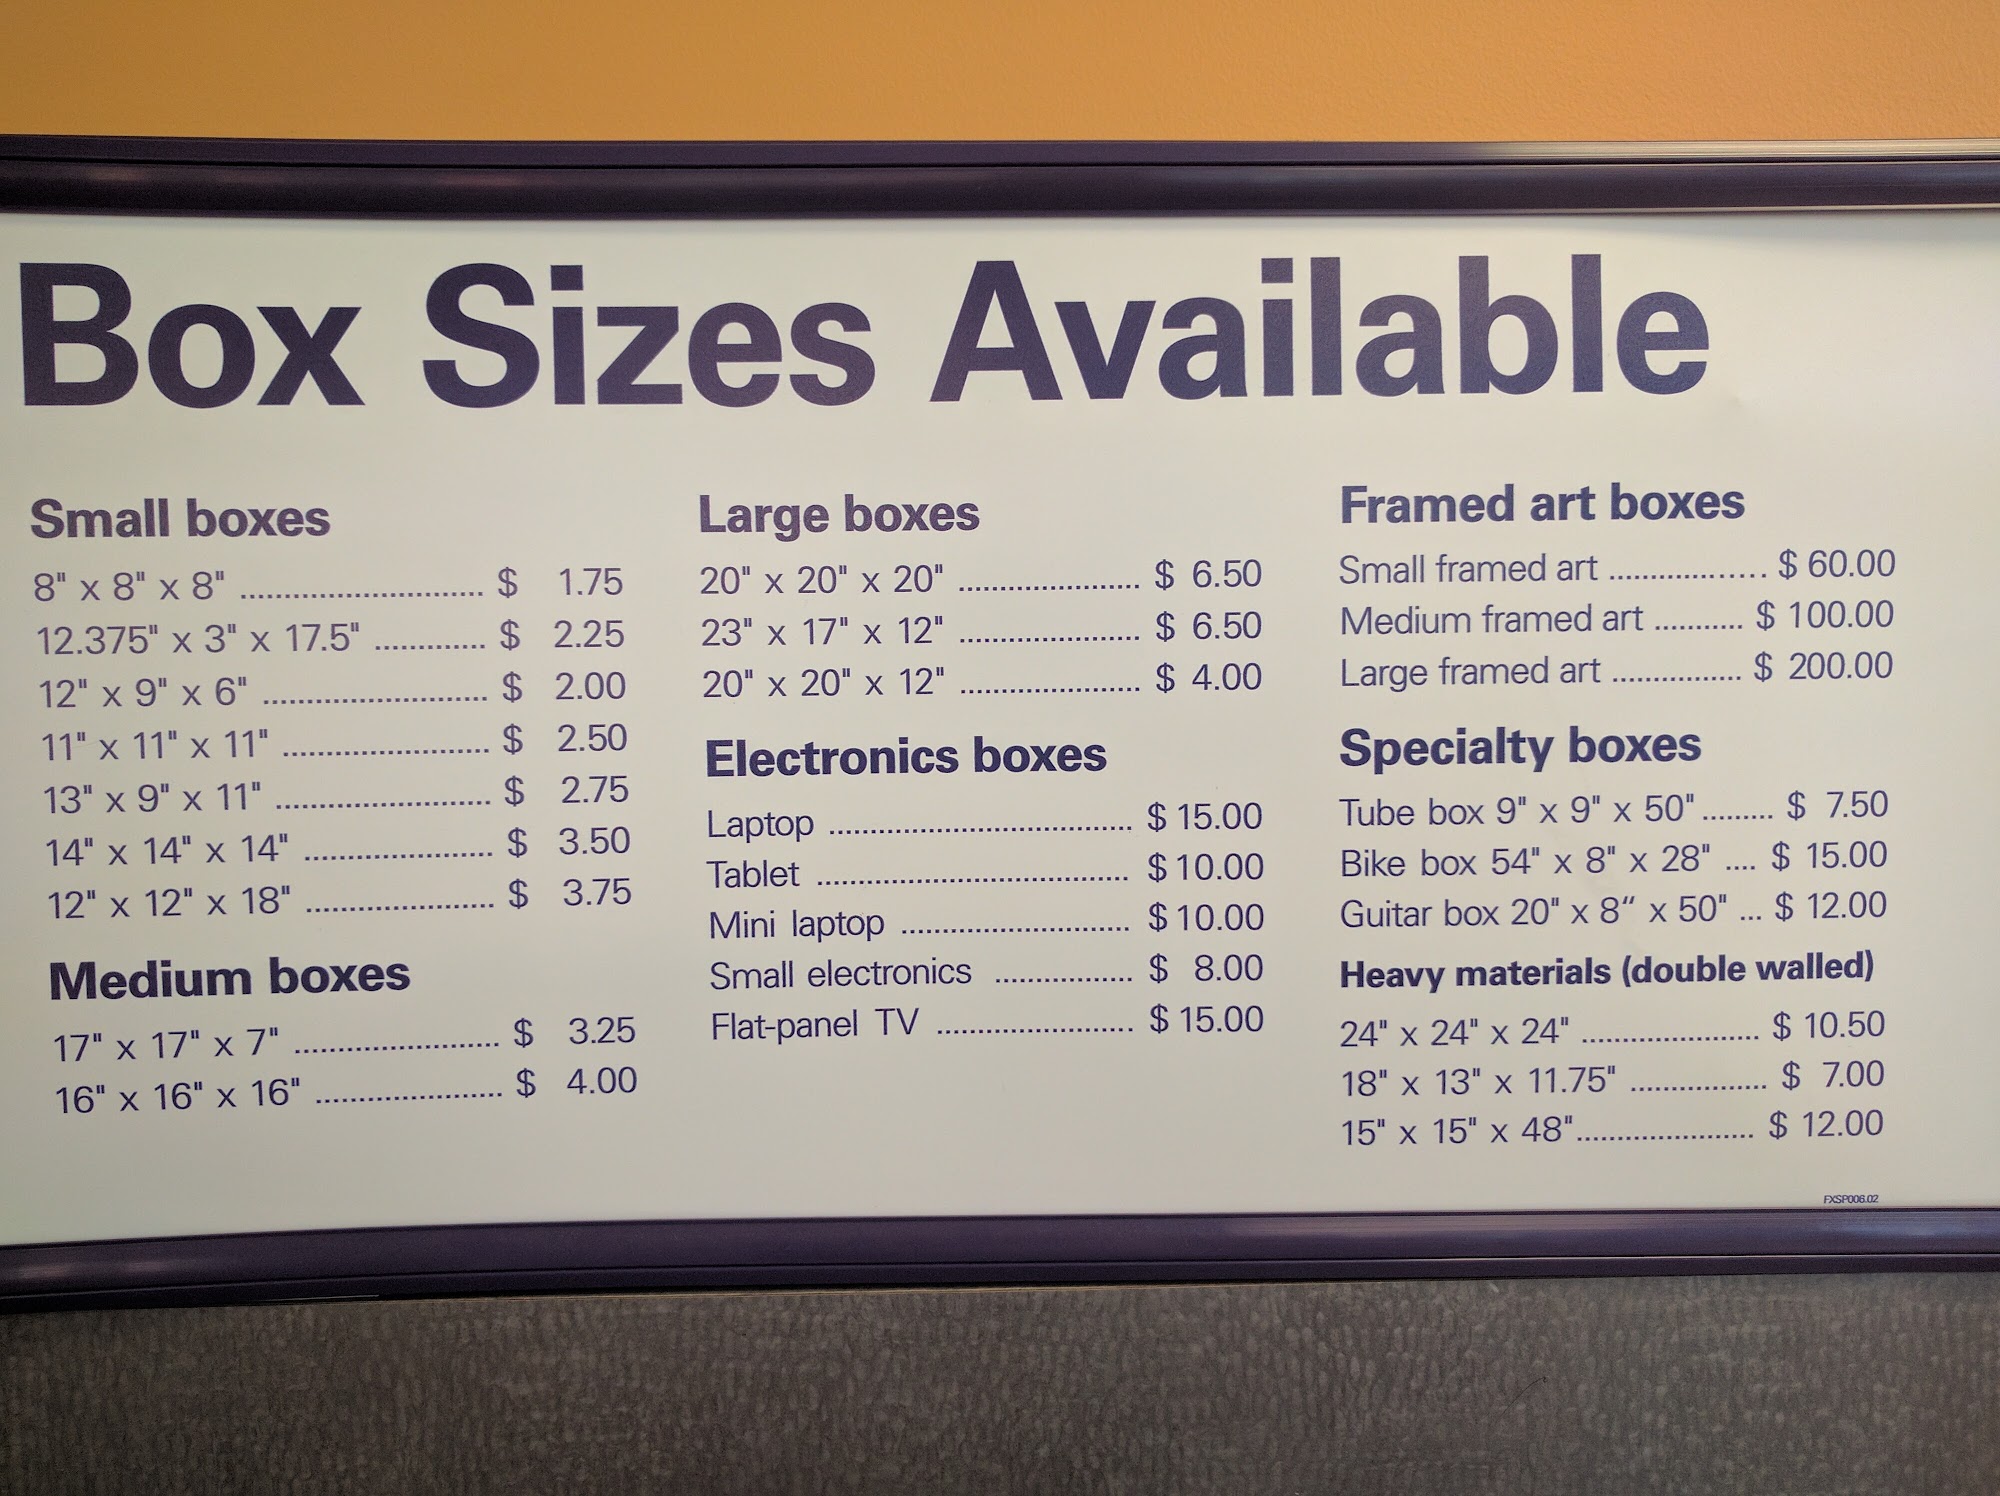 Box Sizes Available
Small boxes
8" x 8" x 8" ............................ $ 1.75
12.375" x 3" x 17.5" ............. $ 2.25
12" x 9" x 6" .......................... $ 2.00
11" x 11" x 11" ........................ $ 2.50
13" x 9" x 11" ......................... $ 2.75
14" x 14" x 14" ...................... $ 3.50
12" x 12" x 18" ...................... $ 3.75
Medium boxes
17" x 17" x 7" ........................ $ 3.25
16" x 16" x 16" ...................... $ 4.00
Large boxes
20" x 20" x 20" ..................... $ 6.50
23" x 17" x 12" ..................... $ 6.50
20" x 20" x 12" ..................... $ 4.00
Electronics boxes
Laptop ................................... $ 15.00
Tablet .................................... $ 10.00
Mini laptop .......................... $ 10.00
Small electronics ................ $ 8.00
Flat-panel TV ....................... $ 15.00
Framed art boxes
Small framed art .................. $ 60.00
Medium framed art ........... $ 100.00
Large framed art ............... $ 200.00
Specialty boxes
Tube box 9" x 9" x 50"......... $ 7.50
Bike box 54" x 8" x 28" .... $ 15.00
Guitar box 20" x 8“ x 50" ... $ 12.00
Heavy materials (double walled)
24" x 24" x 24" ..................... $ 10.50
18" x 13" x 11.75" ................ $ 7.00
15" x 15" x 48"..................... $ 12.00
FXSP006.02